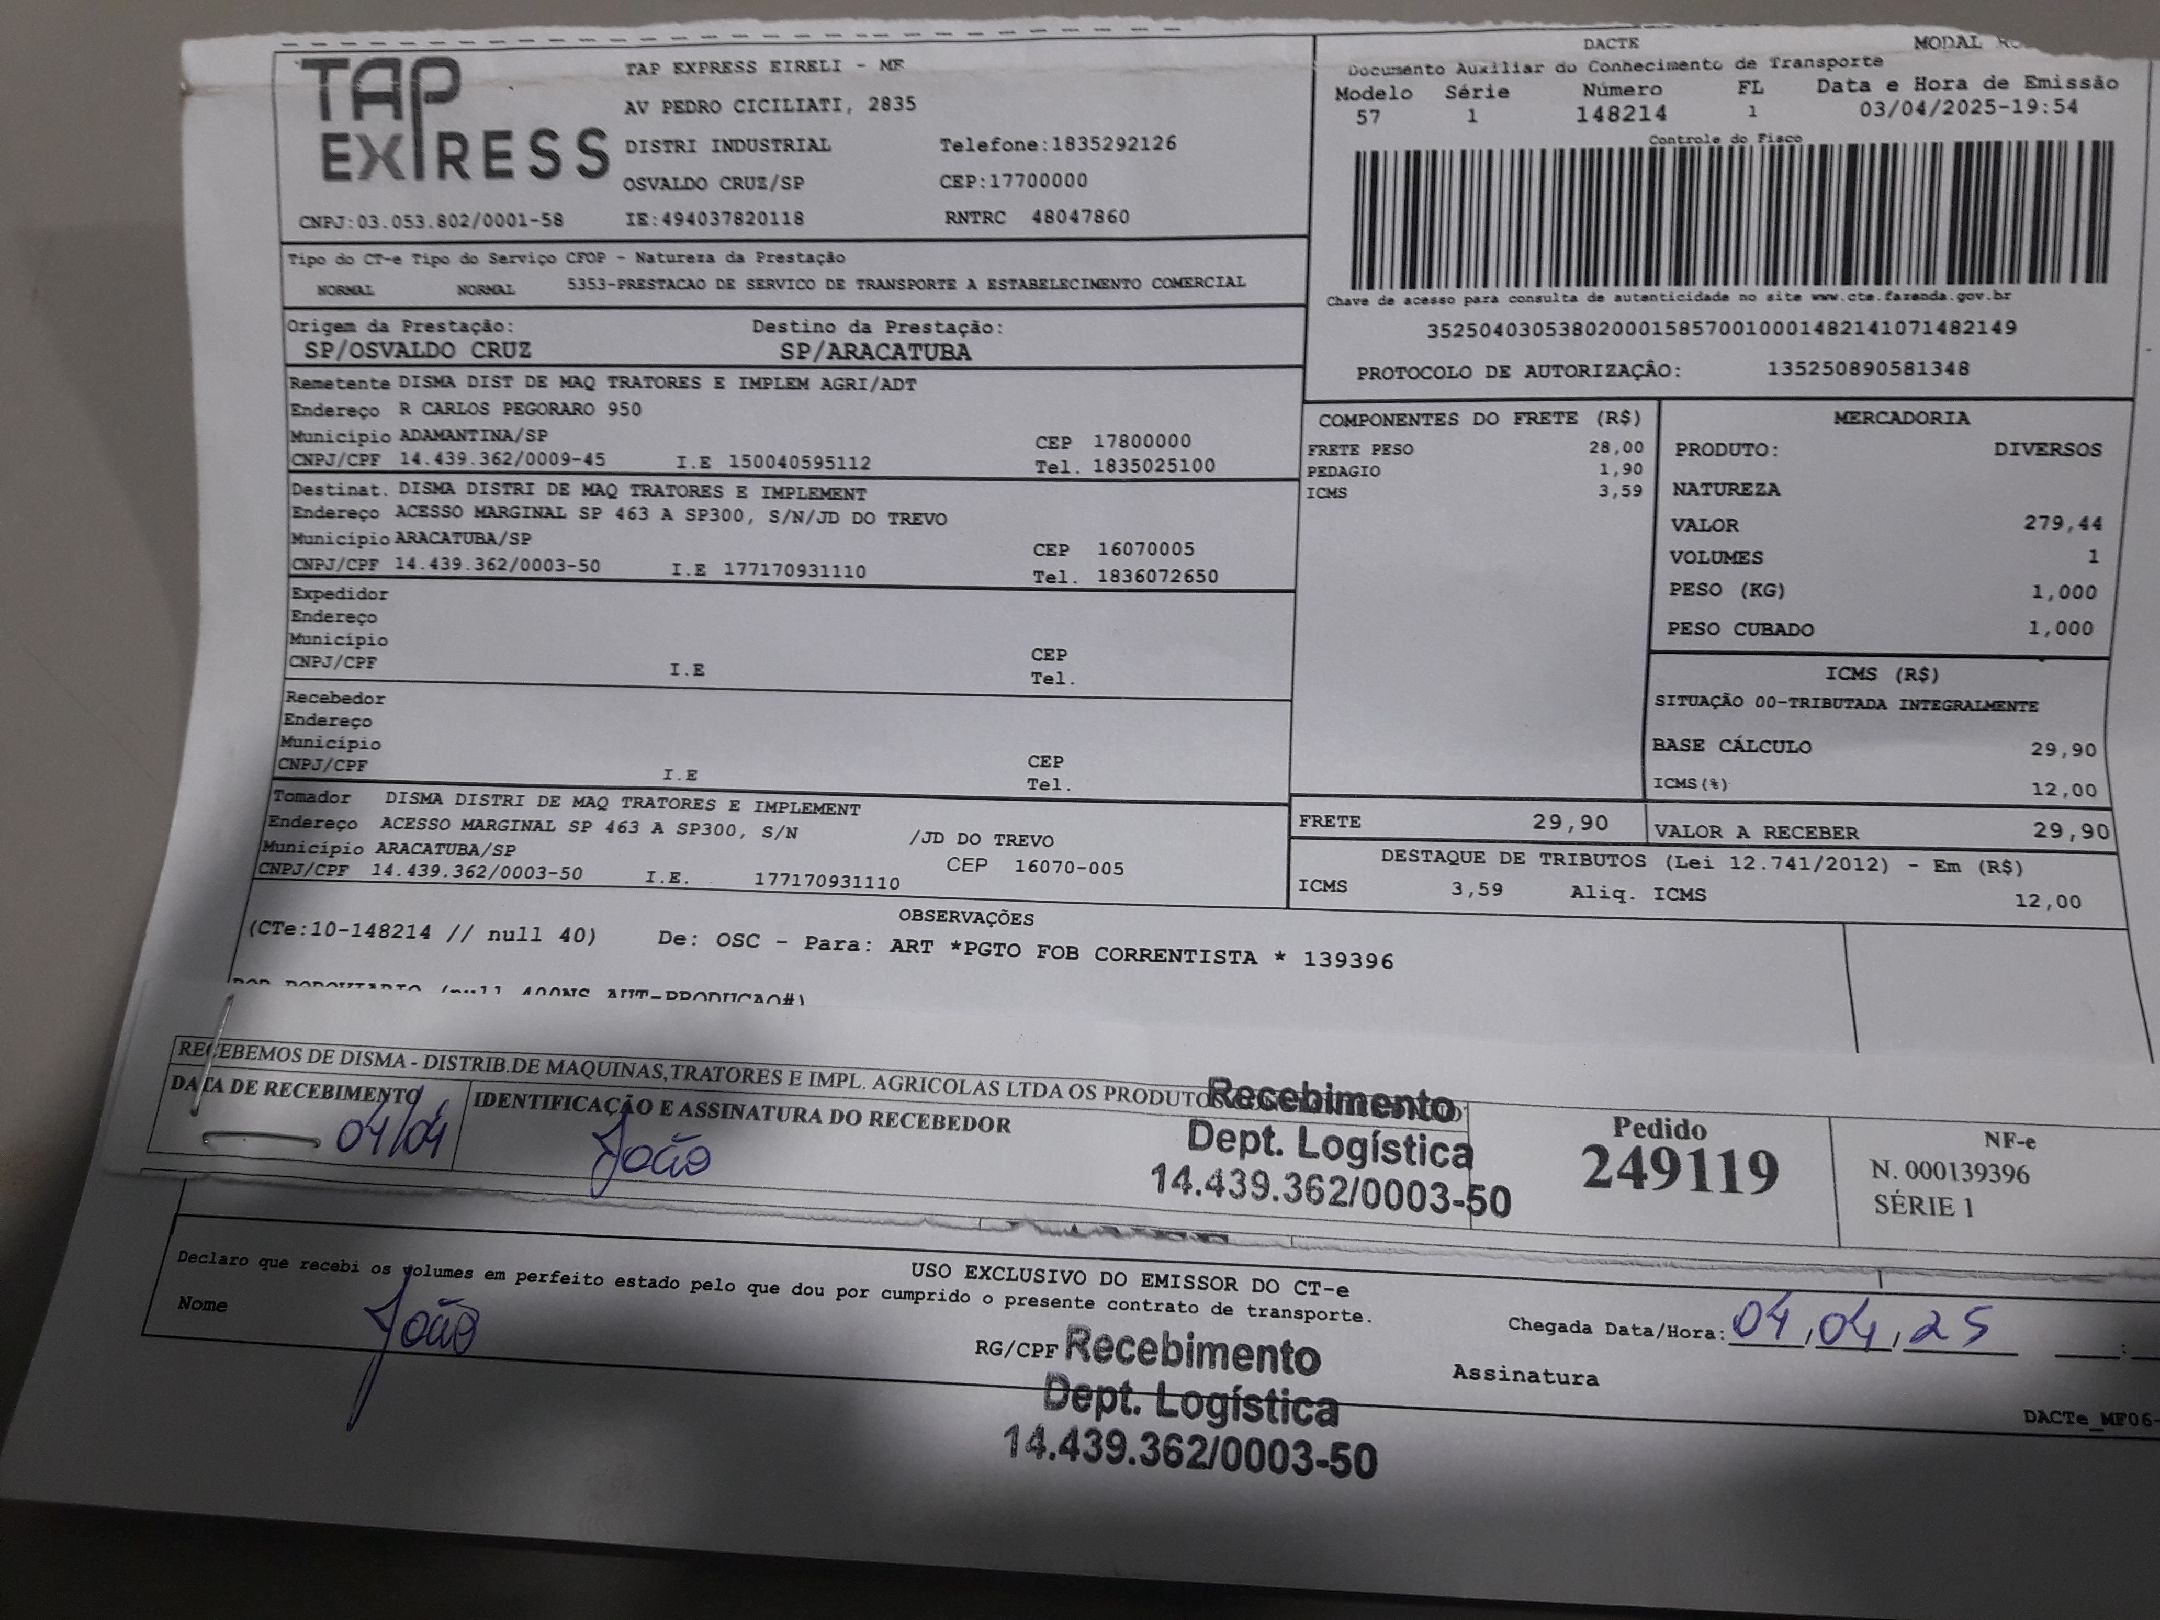 TAP EXPRESS
TAP EXPRESS EIRELI - MF
AV PEDRO CICILIATI, 2835
DISTRI INDUSTRIAL Telefone:1835292126
OSVALDO CRUZ/SP CEP:17700000
CNPJ:03.053.802/0001-58 IE:494037820118 RNTRC 48047860
DACTE MODAL
Documento Auxiliar do Conhecimento de Transporte
Modelo Série Número FL Data e Hora de Emissão
57 1 148214 1 03/04/2025-19:54
Controle do Fisco
Chave de acesso para consulta de autenticidade no site www.cte.fazenda.gov.br
35250403053802000158570010001482141071482149
PROTOCOLO DE AUTORIZAÇÃO: 135250890581348
Tipo do CT-e Tipo do Serviço CFOP - Natureza da Prestação
NORMAL NORMAL 5353-PRESTACAO DE SERVICO DE TRANSPORTE A ESTABELECIMENTO COMERCIAL
Origem da Prestação: Destino da Prestação:
SP/OSVALDO CRUZ SP/ARACATUBA
Remetente DISMA DIST DE MAQ TRATORES E IMPLEM AGRI/ADT
Endereço R CARLOS PEGORARO 950
Município ADAMANTINA/SP CEP 17800000
CNPJ/CPF 14.439.362/0009-45 I.E 150040595112 Tel. 1835025100
Destinat. DISMA DISTRI DE MAQ TRATORES E IMPLEMENT
Endereço ACESSO MARGINAL SP 463 A SP300, S/N/JD DO TREVO
Município ARACATUBA/SP CEP 16070005
CNPJ/CPF 14.439.362/0003-50 I.E 177170931110 Tel. 1836072650
Expedidor
Endereço
Município CEP
CNPJ/CPF I.E Tel.
Recebedor
Endereço
Município CEP
CNPJ/CPF I.E Tel.
Tomador DISMA DISTRI DE MAQ TRATORES E IMPLEMENT
Endereço ACESSO MARGINAL SP 463 A SP300, S/N /JD DO TREVO
Município ARACATUBA/SP CEP 16070-005
CNPJ/CPF 14.439.362/0003-50 I.E. 177170931110
COMPONENTES DO FRETE (R$)
FRETE PESO 28,00
PEDAGIO 1,90
ICMS 3,59
MERCADORIA
PRODUTO: DIVERSOS
NATUREZA
VALOR 279,44
VOLUMES 1
PESO (KG) 1,000
PESO CUBADO 1,000
ICMS (R$)
SITUAÇÃO 00-TRIBUTADA INTEGRALMENTE
BASE CÁLCULO 29,90
ICMS(%) 12,00
FRETE 29,90 VALOR A RECEBER 29,90
DESTAQUE DE TRIBUTOS (Lei 12.741/2012) - Em (R$)
ICMS 3,59 Aliq. ICMS 12,00
OBSERVAÇÕES
(CTe:10-148214 // null 40) De: OSC - Para: ART *PGTO FOB CORRENTISTA * 139396
RECEBEMOS DE DISMA - DISTRIB.DE MAQUINAS,TRATORES E IMPL. AGRICOLAS LTDA OS PRODUTOS
DATA DE RECEBIMENTO IDENTIFICAÇÃO E ASSINATURA DO RECEBEDOR
04/04 João
Recebimento
Dept. Logística
14.439.362/0003-50
Pedido
249119
NF-e
N. 000139396
SÉRIE 1
USO EXCLUSIVO DO EMISSOR DO CT-e
Declaro que recebi os volumes em perfeito estado pelo que dou por cumprido o presente contrato de transporte.
Nome João RG/CPF Chegada Data/Hora: 04,04,25 :
Assinatura
Recebimento
Dept. Logística
14.439.362/0003-50
DACTe_MF06-